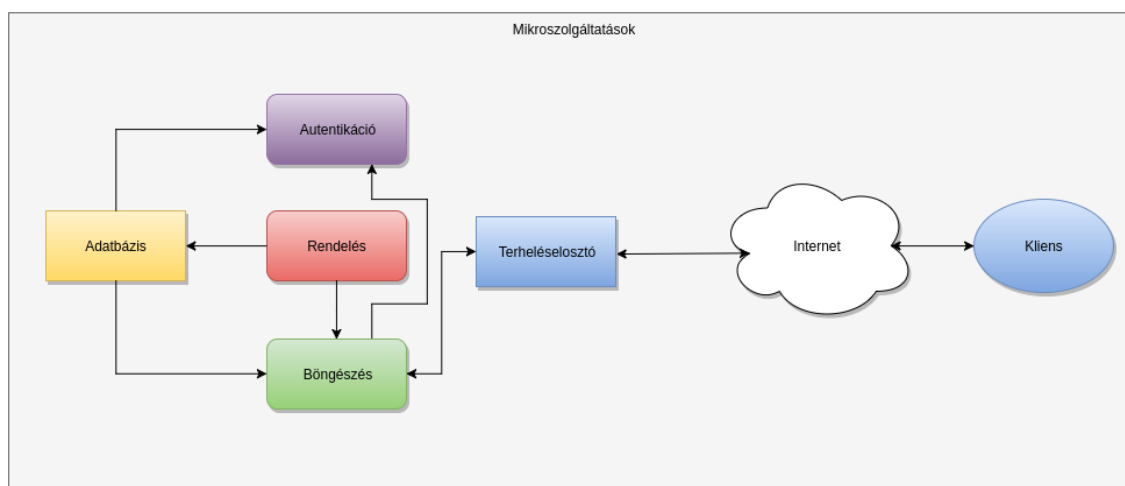 Mikroszolgáltatások
Autentikáció
Adatbázis
Rendelés
Terheléselosztó
Internet
Kliens
Böngészés